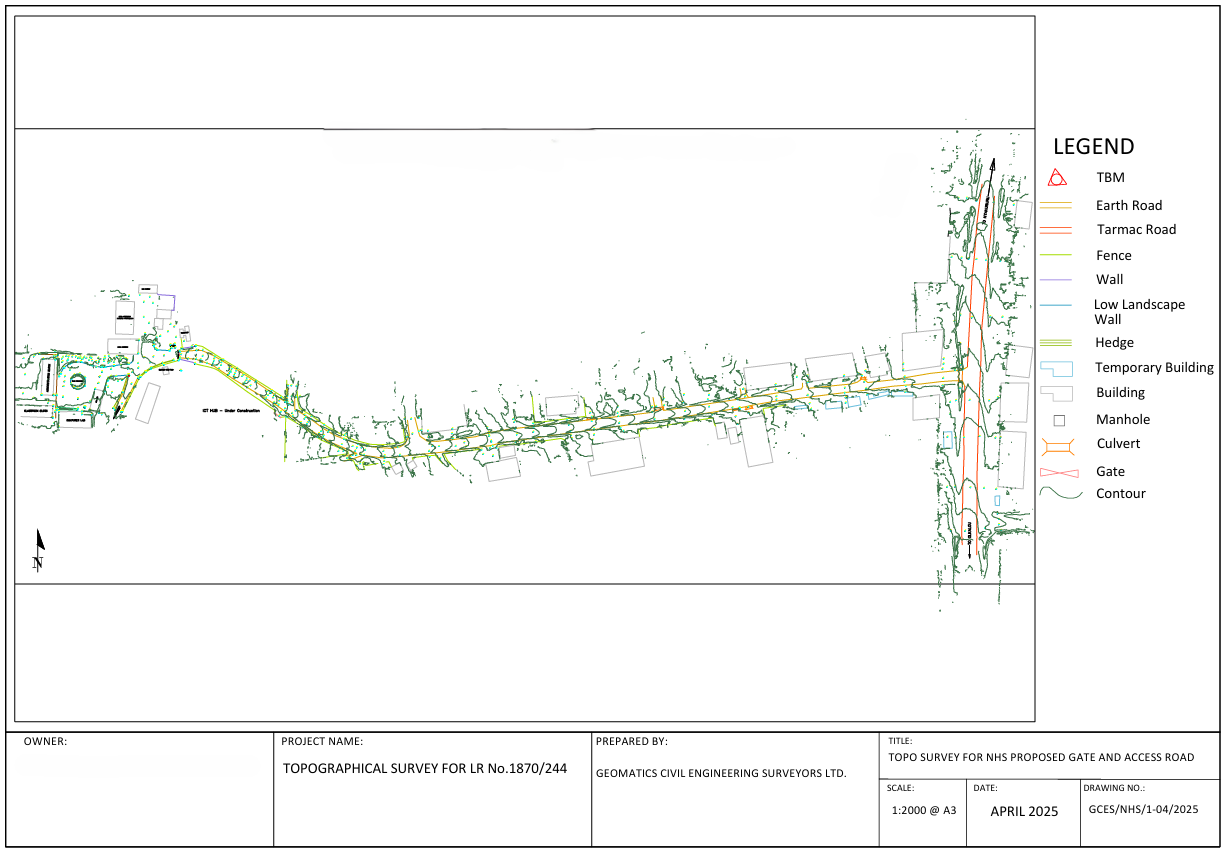 LEGEND
TBM
Earth Road
Tarmac Road
Fence
Wall
Low Landscape
Wall
Hedge
Temporary Building
Building
Manhole
Culvert
Gate
Contour
ICT HUB - Under Construction
N
OWNER:
PROJECT NAME:
TOPOGRAPHICAL SURVEY FOR LR No.1870/244
PREPARED BY:
GEOMATICS CIVIL ENGINEERING SURVEYORS LTD.
TITLE:
TOPO SURVEY FOR NHS PROPOSED GATE AND ACCESS ROAD
SCALE:
1:2000 @ A3
DATE:
APRIL 2025
DRAWING NO.:
GCES/NHS/1-04/2025